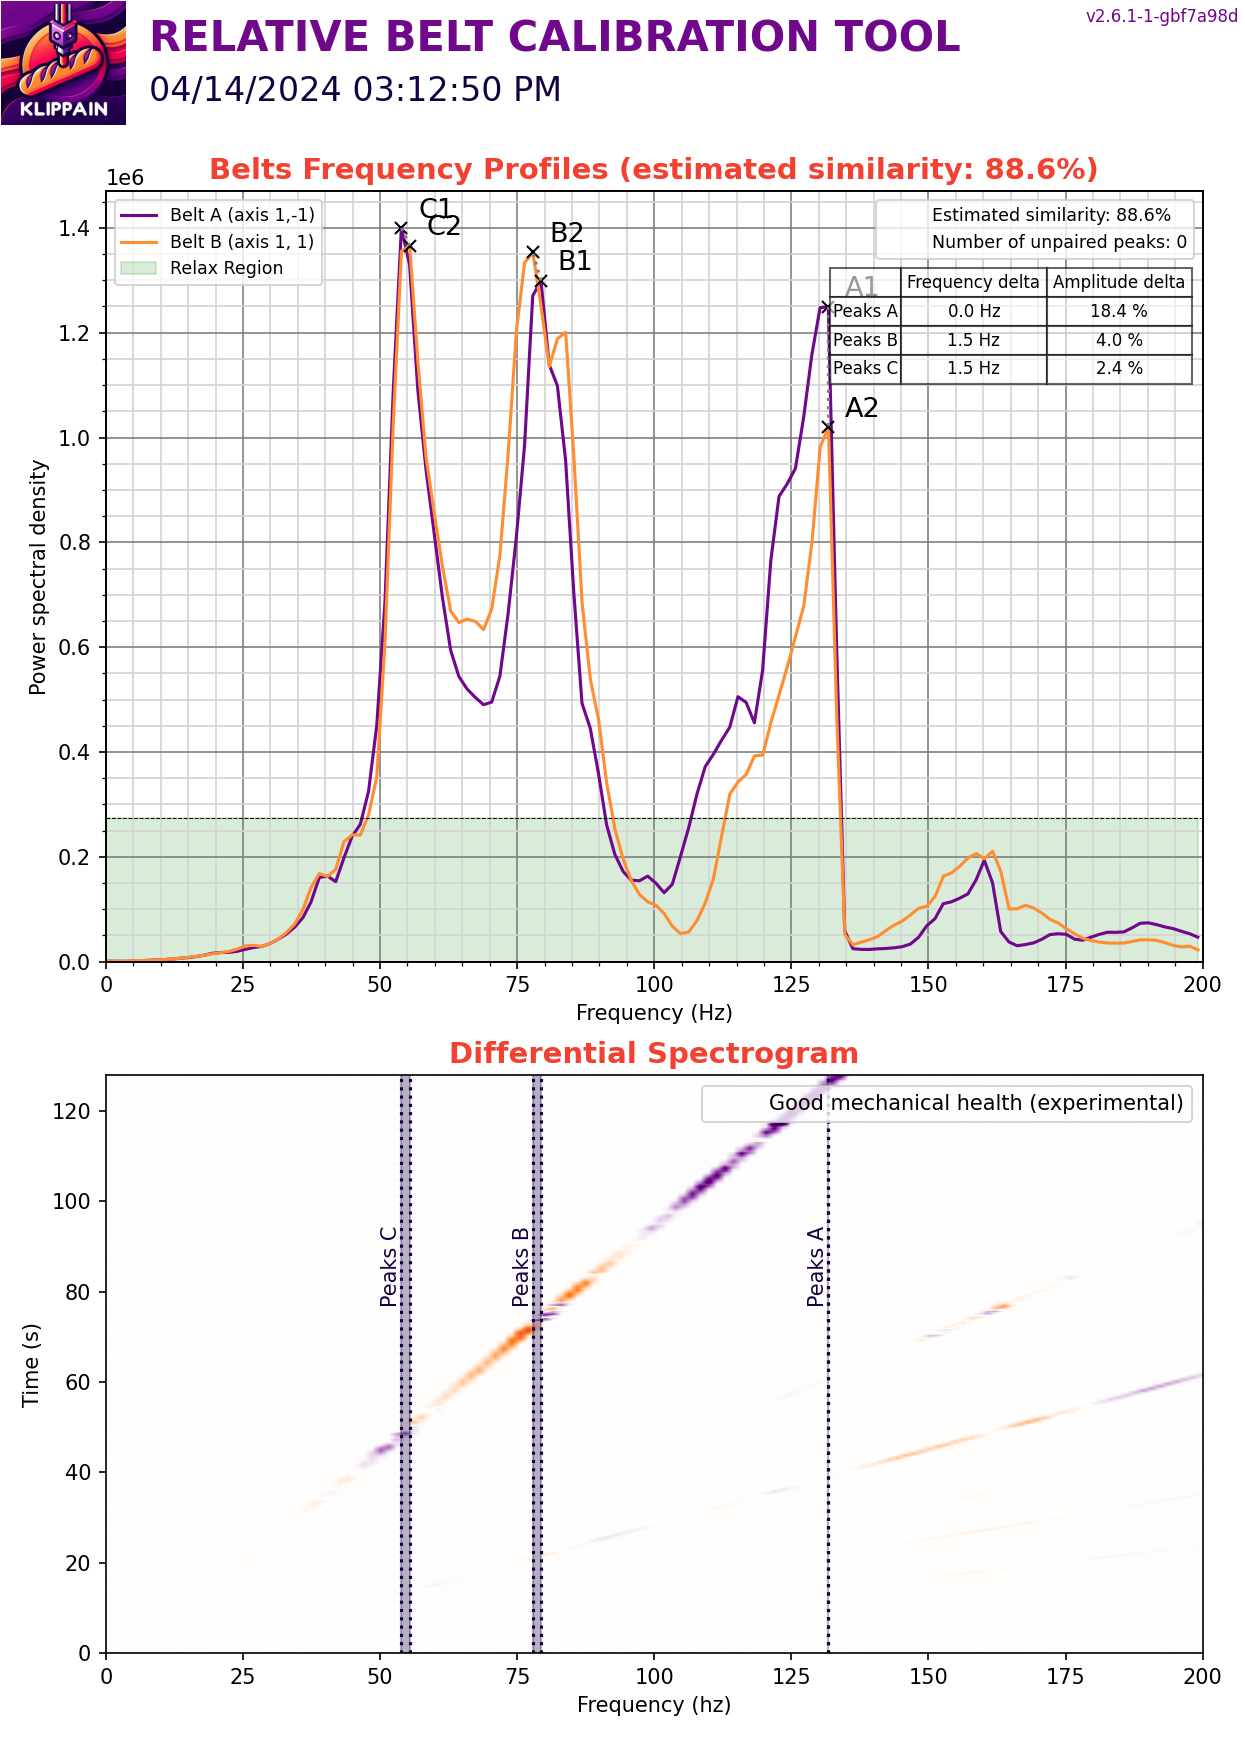 KLIPPAIN
RELATIVE BELT CALIBRATION TOOL
04/14/2024 03:12:50 PM
v2.6.1-1-gbf7a98d
Belts Frequency Profiles (estimated similarity: 88.6%)
1e6
Belt A (axis 1,-1)
Belt B (axis 1, 1)
Relax Region
C1
C2
B2
B1
A1
A2
Estimated similarity: 88.6%
Number of unpaired peaks: 0
Frequency delta Amplitude delta
Peaks A 0.0 Hz 18.4 %
Peaks B 1.5 Hz 4.0 %
Peaks C 1.5 Hz 2.4 %
Power spectral density
1.4
1.2
1.0
0.8
0.6
0.4
0.2
0.0
0 25 50 75 100 125 150 175 200
Frequency (Hz)
Differential Spectrogram
Good mechanical health (experimental)
Peaks C
Peaks B
Peaks A
Time (s)
120
100
80
60
40
20
0
0 25 50 75 100 125 150 175 200
Frequency (hz)